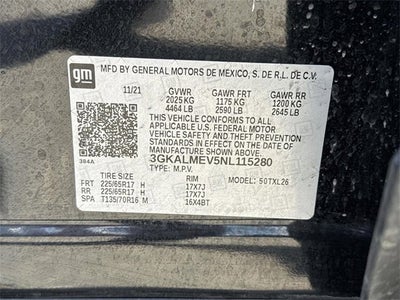 gm
MFD BY GENERAL MOTORS DE MEXICO, S. DE R.L. DE C.V.
11/21 GVWR GAWR FRT GAWR RR
2025 KG 1175 KG 1200 KG
4464 LB 2590 LB 2645 LB
THIS VEHICLE CONFORMS TO ALL
APPLICABLE U.S. FEDERAL MOTOR
VEHICLE SAFETY AND THEFT PREVENTION
STANDARDS IN EFFECT ON THE DATE OF
MANUFACTURE SHOWN ABOVE.
384A 3GKALMEV5NL115280
TYPE: M.P.V. MODEL: 50TXL26
TIRE SIZE RIM
FRT 225/65R17 H 17X7J
RR 225/65R17 H 17X7J
SPA T135/70R16 M 16X4BT